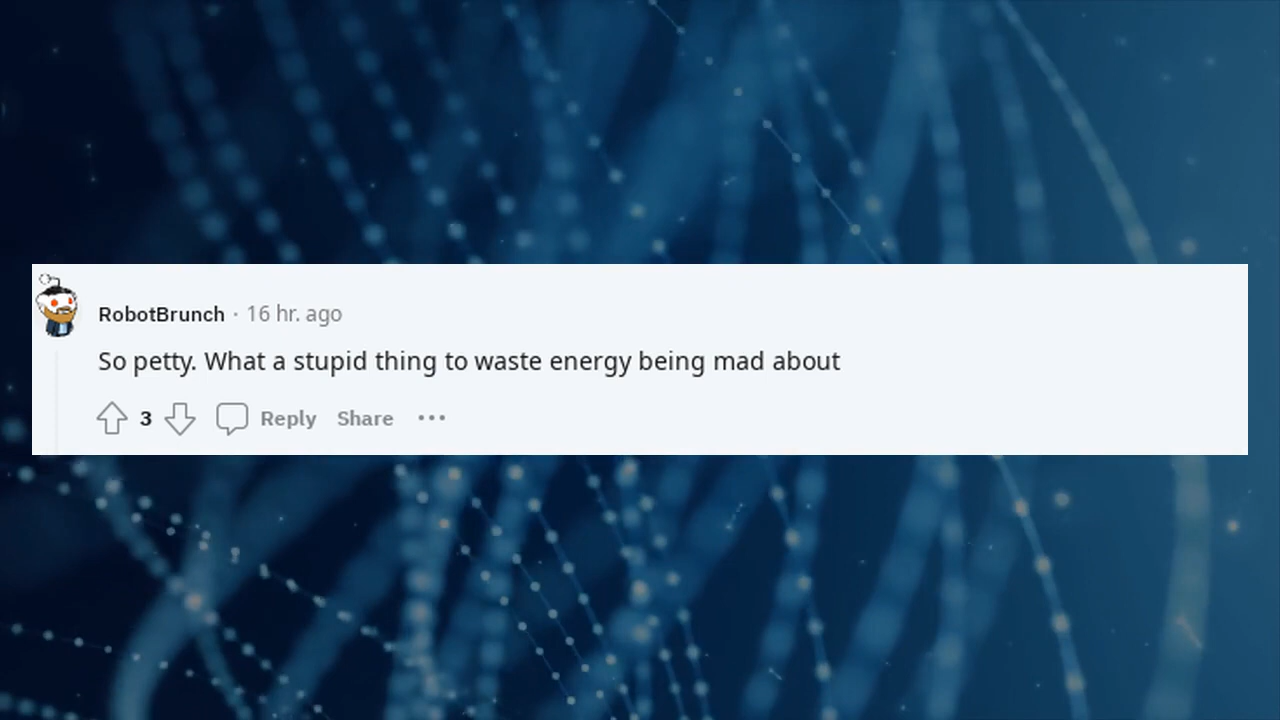 RobotBrunch · 16 hr. ago
So petty. What a stupid thing to waste energy being mad about
3 Reply Share ···